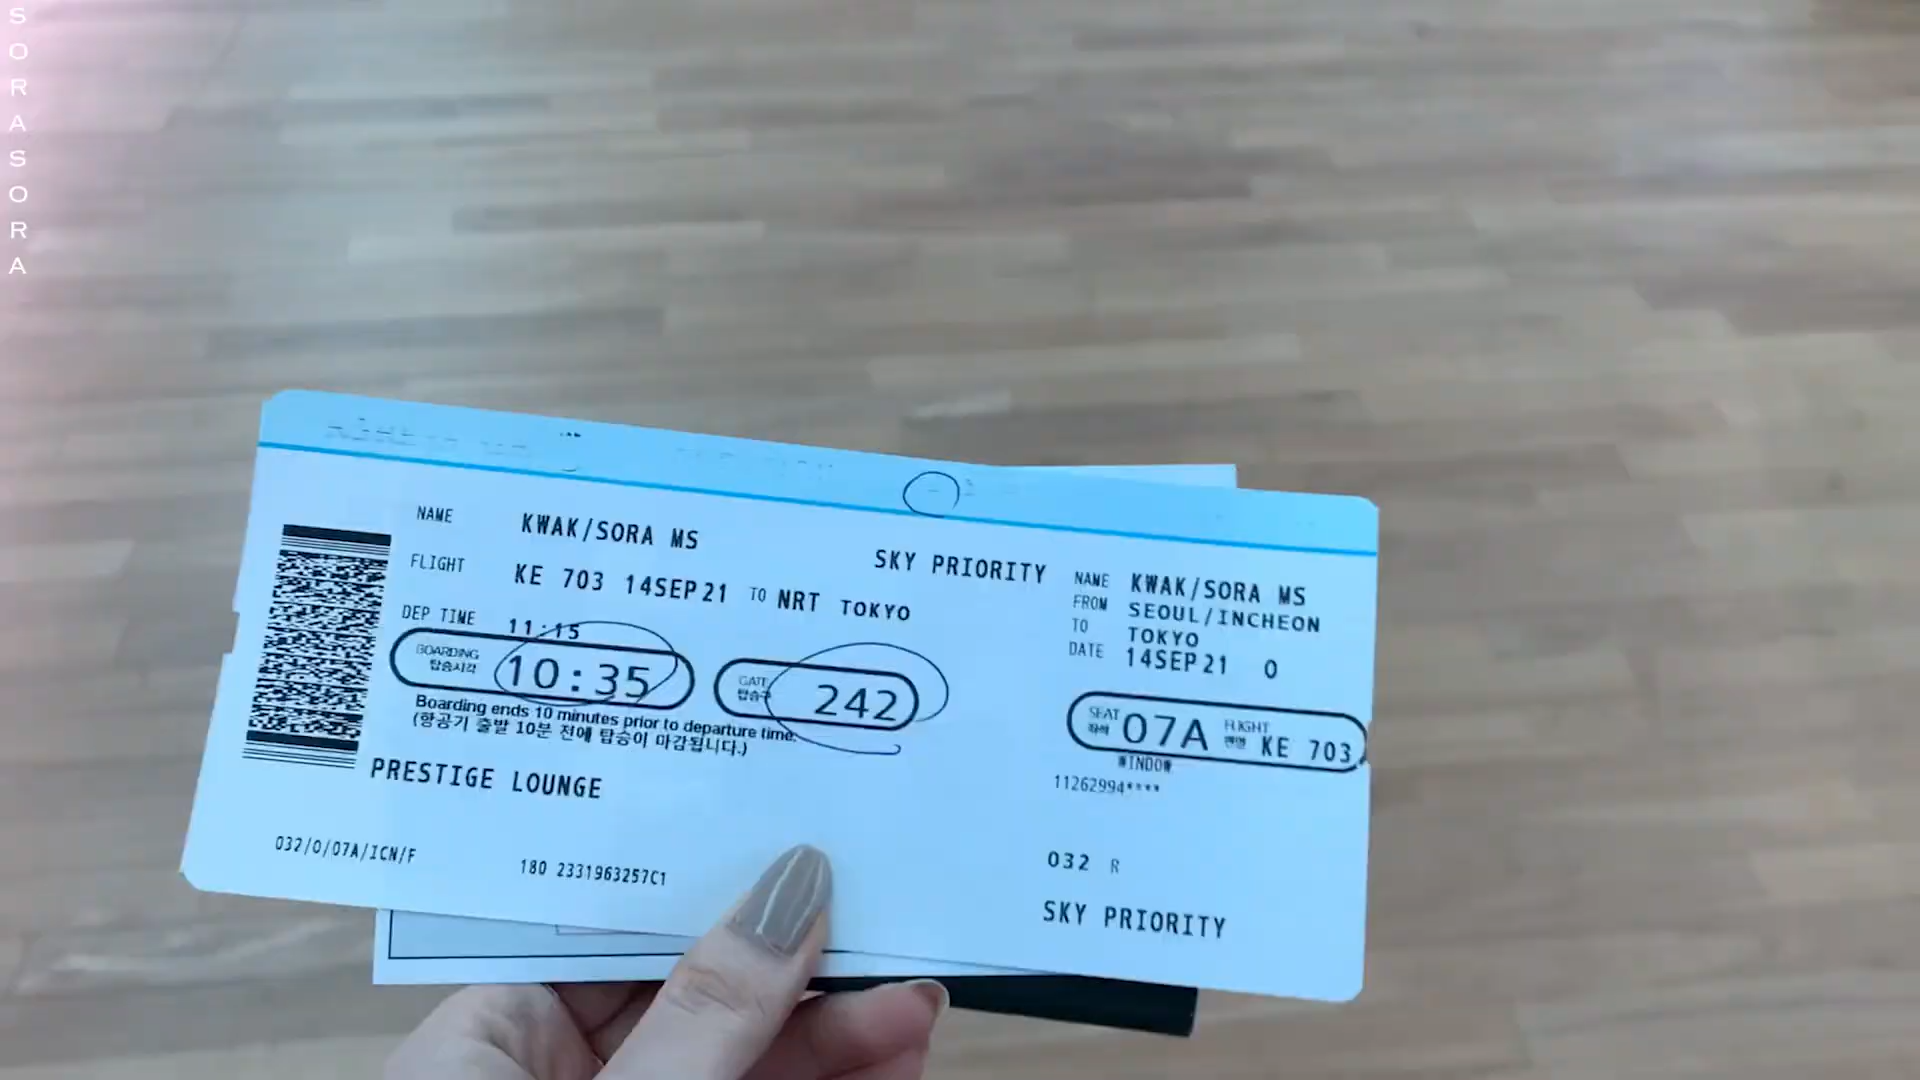 SORASORA
NAME KWAK/SORA MS
SKY PRIORITY
FLIGHT KE 703 14SEP21 TO NRT TOKYO
DEP TIME 11:15
BOARDING 탑승시각 10:35
GATE 탑승구 242
Boarding ends 10 minutes prior to departure time.
(항공기 출발 10분 전에 탑승이 마감됩니다.)
PRESTIGE LOUNGE
032/0/07A/ICN/F
180 2331963257C1
NAME KWAK/SORA MS
FROM SEOUL/INCHEON
TO TOKYO
DATE 14SEP21 O
SEAT 좌석 07A FLIGHT 편명 KE 703
WINDOW
11262994****
032 R
SKY PRIORITY